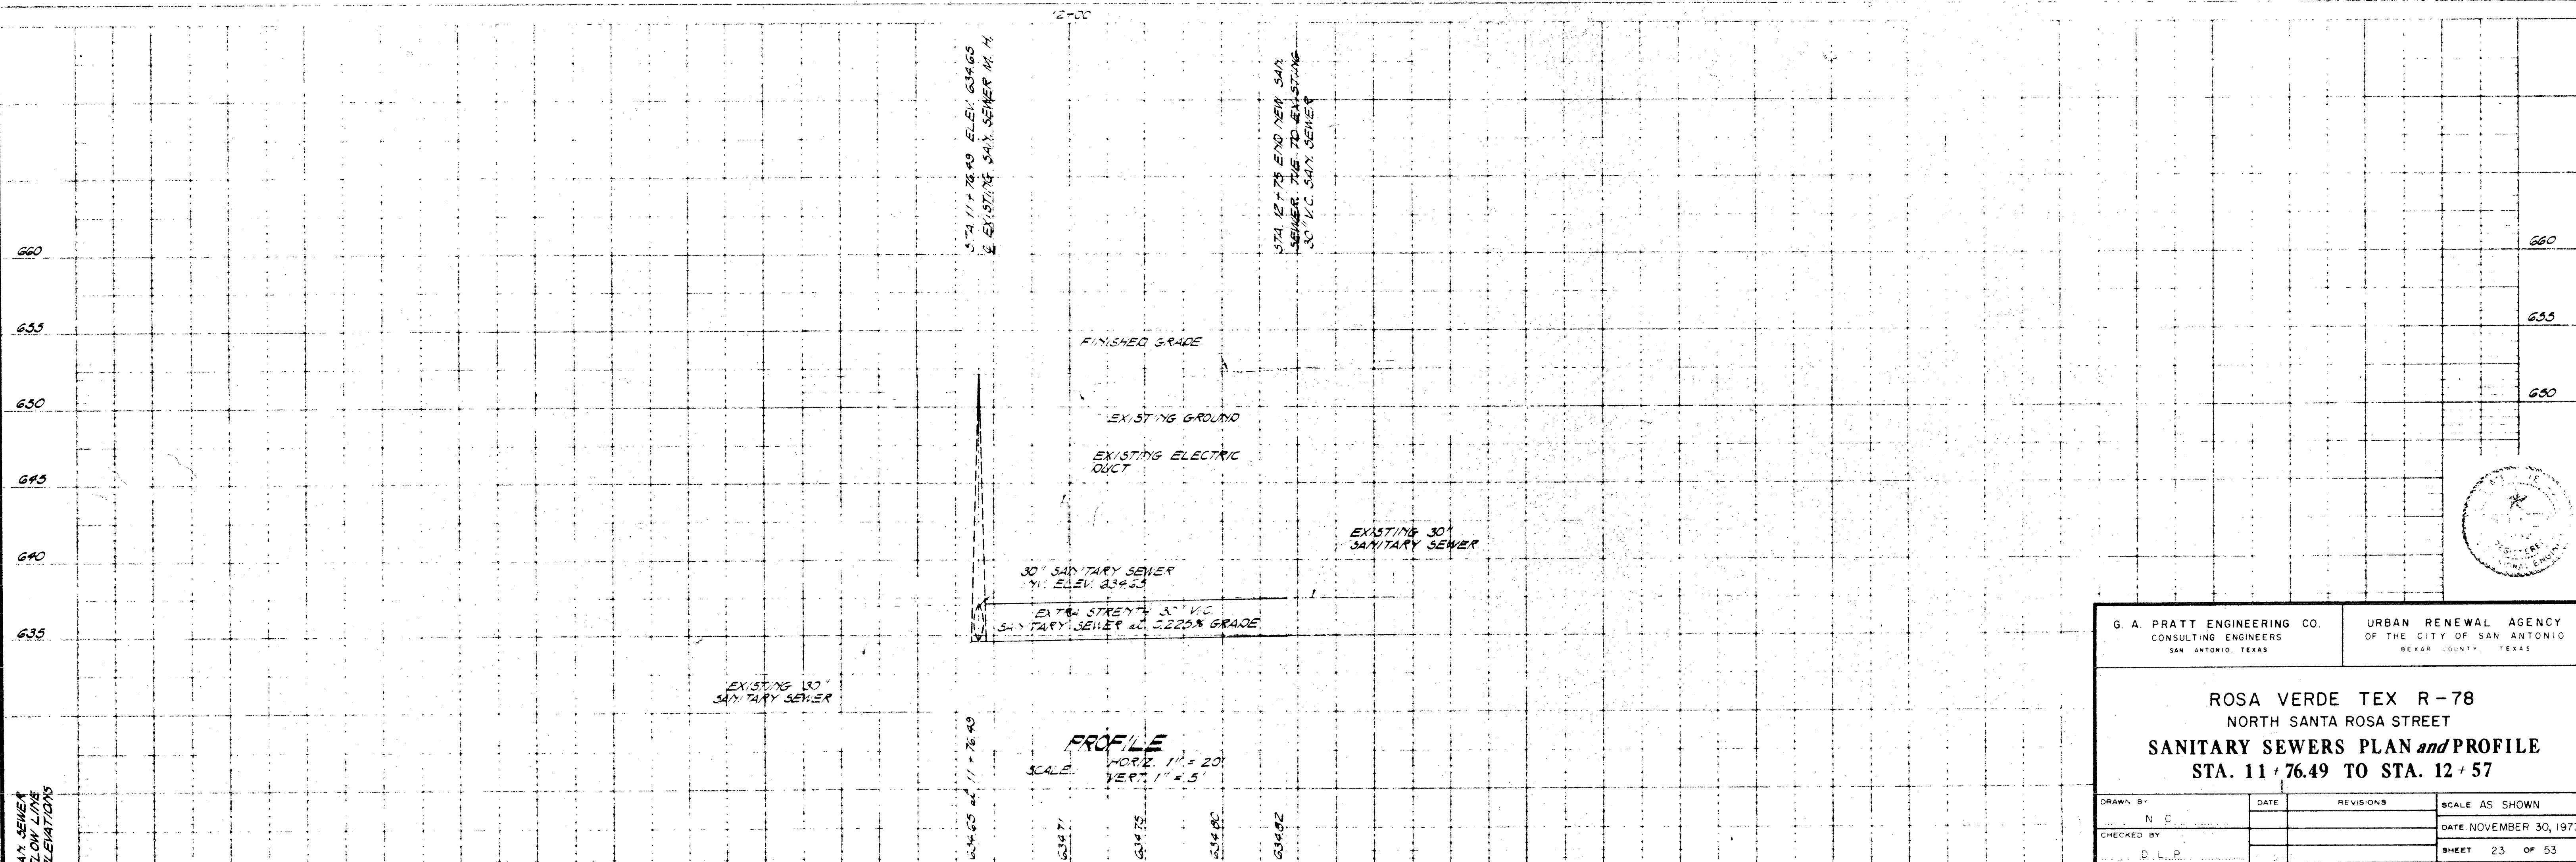 12+00
STA. 11+76.49 ELEV. 634.65
℄ EXISTING SAN. SEWER M. H.
STA. 12+75 END NEW SAN.
SEWER. TIE TO EXISTING
30" V.C. SAN. SEWER
660
660
655
655
FINISHED GRADE
650
650
EXISTING GROUND
EXISTING ELECTRIC
DUCT
645
640
EXISTING 30"
SANITARY SEWER
30" SANITARY SEWER
INV. ELEV. 634.65
EXTRA STRENTH 30" V.C.
SANITARY SEWER at 0.225% GRADE
635
EXISTING 30"
SANITARY SEWER
PROFILE
SCALE: HORIZ. 1" = 20'
VERT. 1" = 5'
SAN. SEWER
FLOW LINE
ELEVATIONS
634.65 at 11+76.49
634.71
634.75
634.80
634.82
REGISTERED
G. A. PRATT ENGINEERING CO.
CONSULTING ENGINEERS
SAN ANTONIO, TEXAS
URBAN RENEWAL AGENCY
OF THE CITY OF SAN ANTONIO
BEXAR COUNTY, TEXAS
ROSA VERDE TEX R-78
NORTH SANTA ROSA STREET
SANITARY SEWERS PLAN and PROFILE
STA. 11+76.49 TO STA. 12+57
DRAWN BY
N C
CHECKED BY
D. L. P.
DATE
REVISIONS
SCALE AS SHOWN
DATE NOVEMBER 30, 197
SHEET 23 OF 53